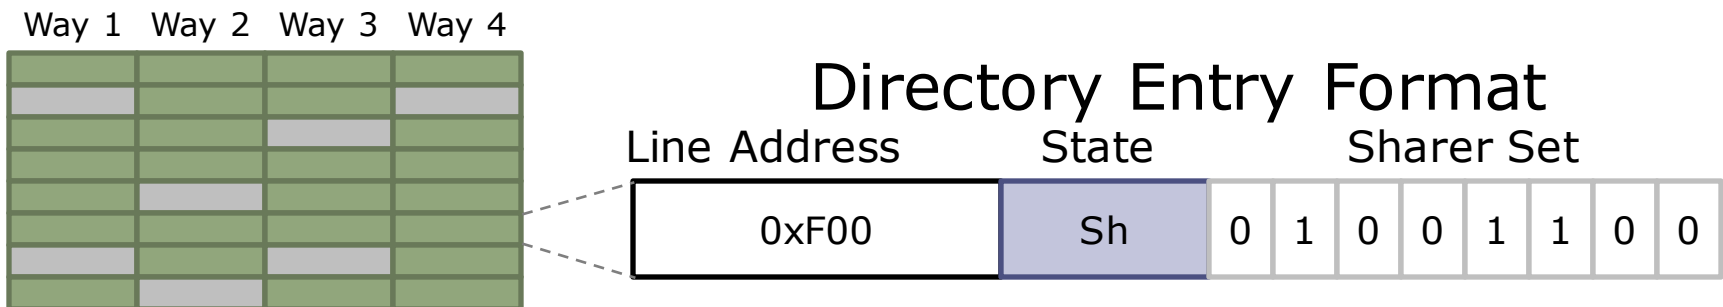 Way 1 Way 2 Way 3 Way 4
Directory Entry Format
Line Address State Sharer Set
0xF00 Sh 0 1 0 0 1 1 0 0